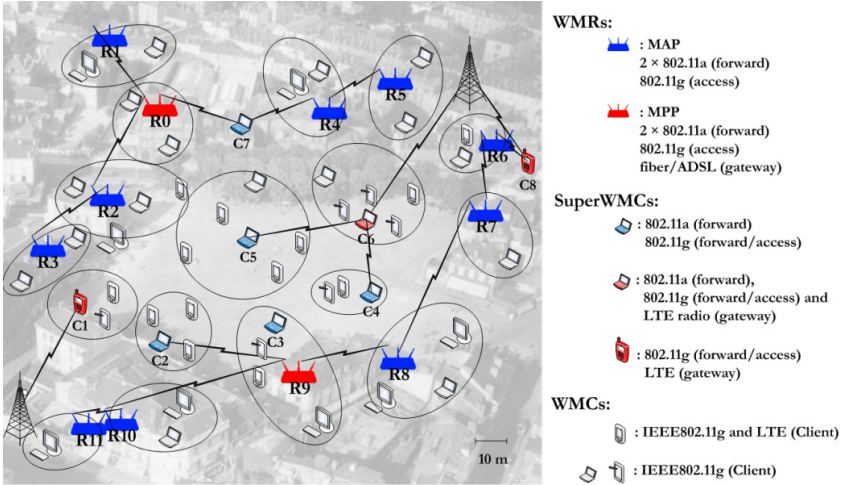 R1
R0
C7
R4
R5
R6
C8
R2
R3
C5
C6
R7
C4
C1
C2
C3
R9
R8
R11
R10
10 m
WMRs:
: MAP
2 × 802.11a (forward)
802.11g (access)
: MPP
2 × 802.11a (forward)
802.11g (access)
fiber/ADSL (gateway)
SuperWMCs:
: 802.11a (forward)
802.11g (forward/access)
: 802.11a (forward),
802.11g (forward/access) and
LTE radio (gateway)
: 802.11g (forward/access)
LTE (gateway)
WMCs:
: IEEE802.11g and LTE (Client)
: IEEE802.11g (Client)